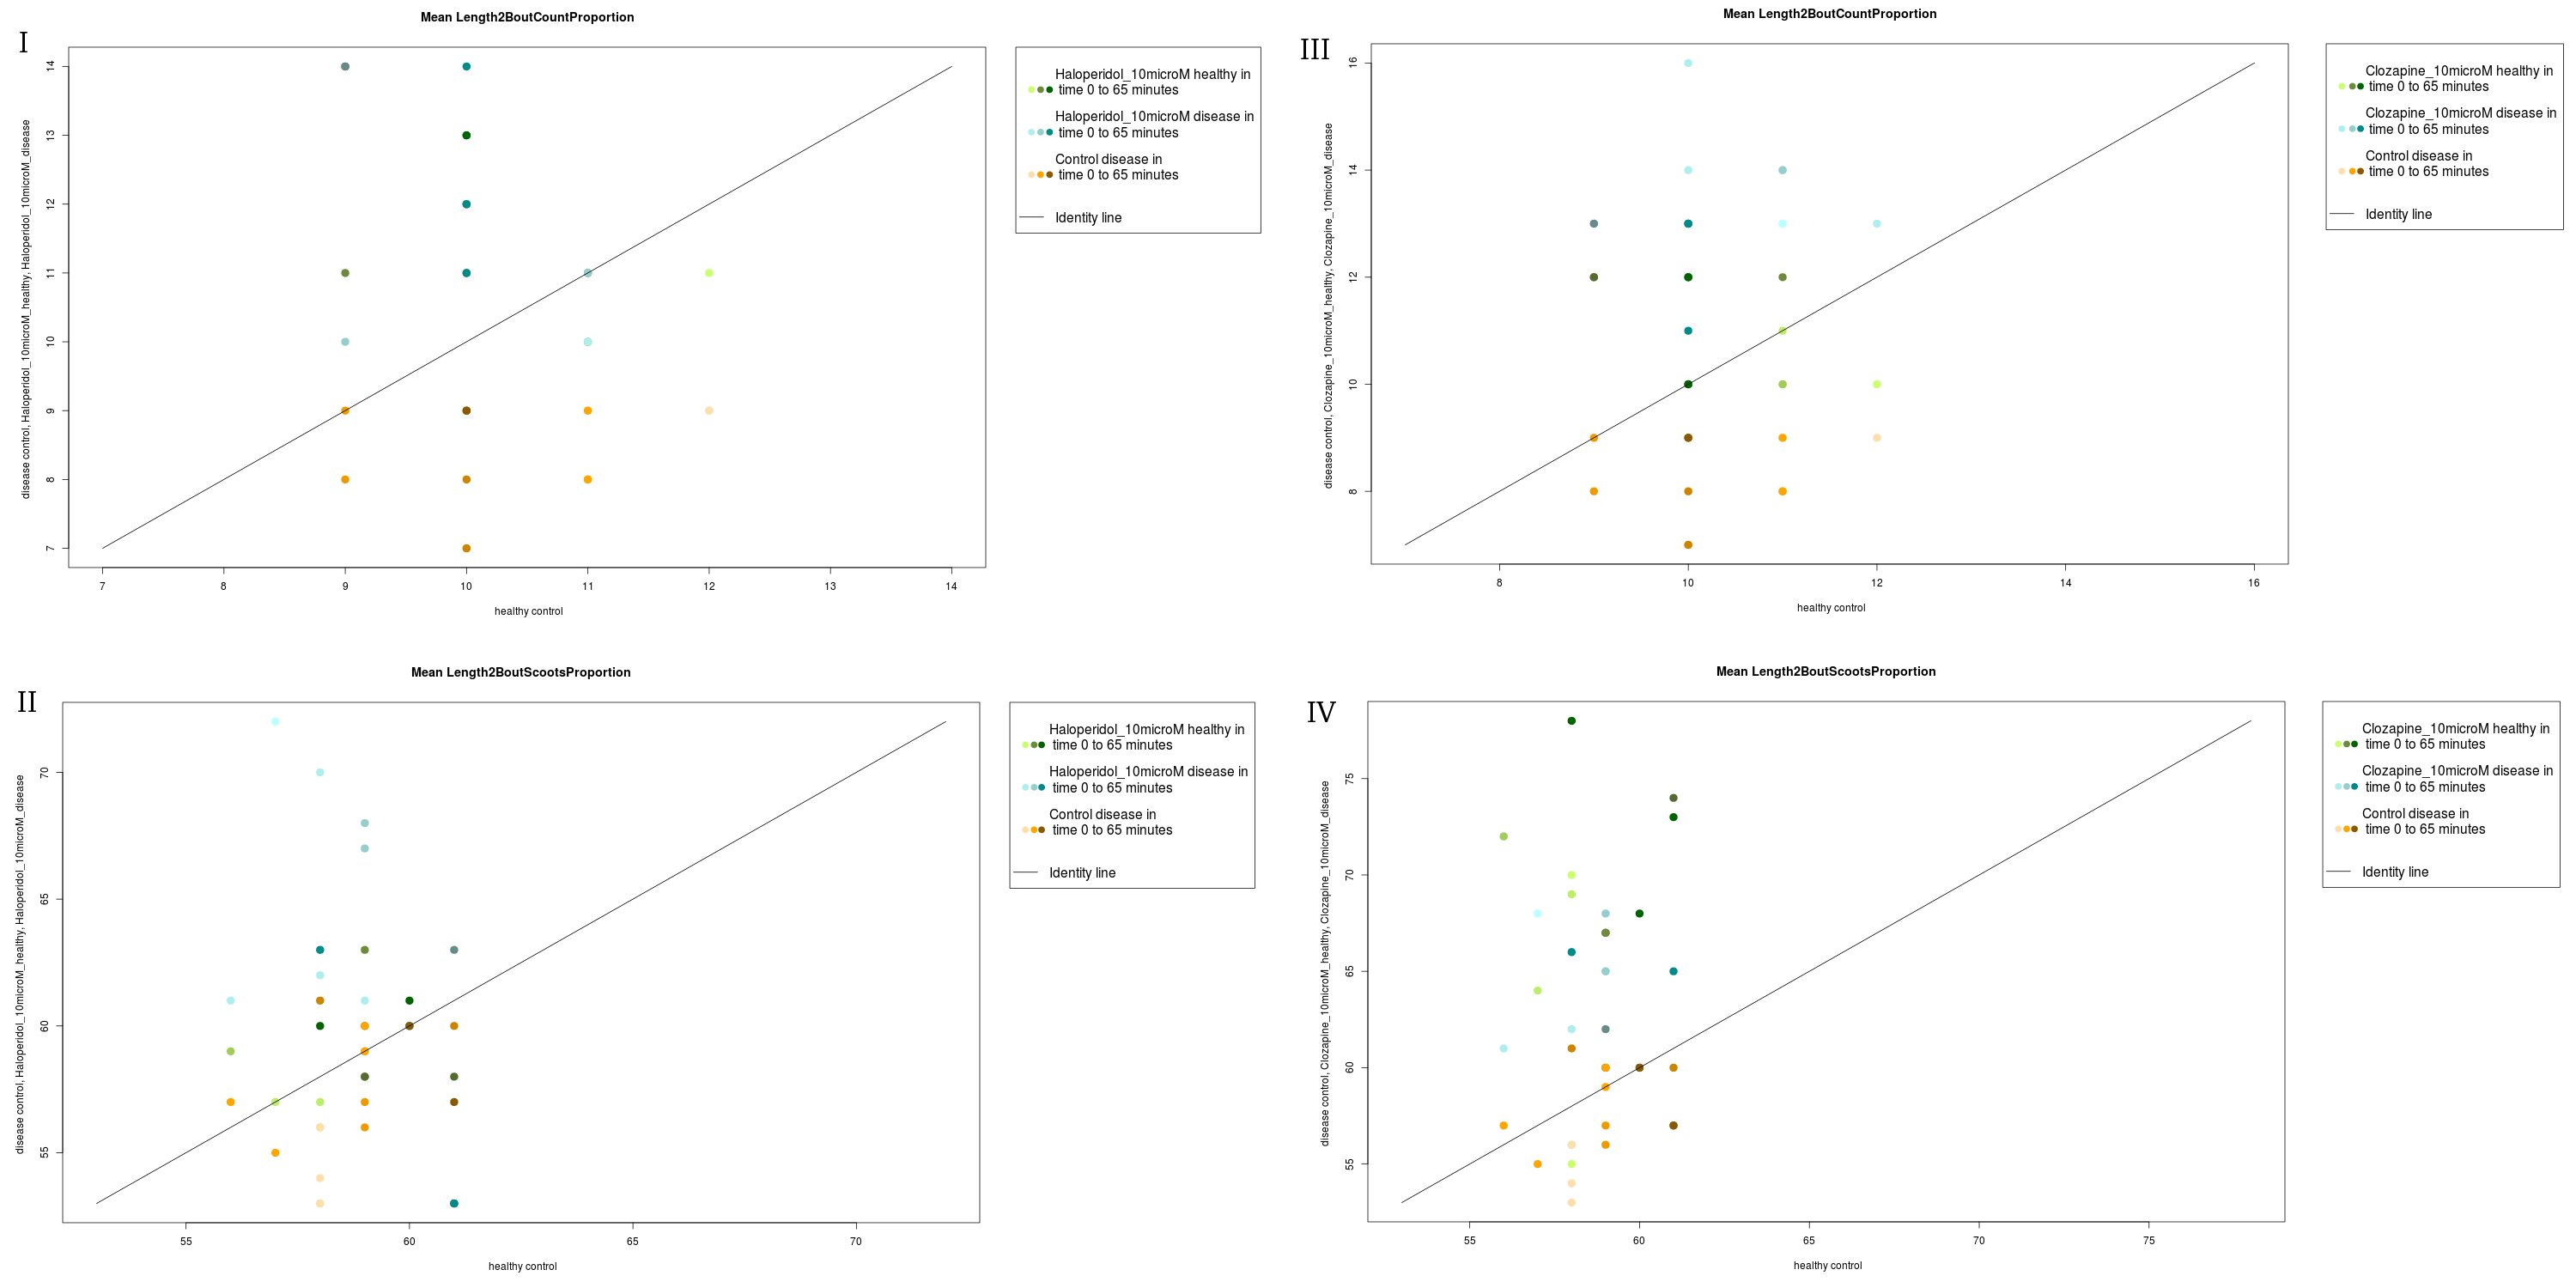 Mean Length2BoutCountProportion
I
disease control, Haloperidol_10microM_healthy, Haloperidol_10microM_disease
14
13
12
11
10
9
8
7
7 8 9 10 11 12 13 14
healthy control
Haloperidol_10microM healthy in
time 0 to 65 minutes
Haloperidol_10microM disease in
time 0 to 65 minutes
Control disease in
time 0 to 65 minutes
Identity line
Mean Length2BoutCountProportion
III
disease control, Clozapine_10microM_healthy, Clozapine_10microM_disease
16
14
12
10
8
8 10 12 14 16
healthy control
Clozapine_10microM healthy in
time 0 to 65 minutes
Clozapine_10microM disease in
time 0 to 65 minutes
Control disease in
time 0 to 65 minutes
Identity line
Mean Length2BoutScootsProportion
II
disease control, Haloperidol_10microM_healthy, Haloperidol_10microM_disease
70
65
60
55
55 60 65 70
healthy control
Haloperidol_10microM healthy in
time 0 to 65 minutes
Haloperidol_10microM disease in
time 0 to 65 minutes
Control disease in
time 0 to 65 minutes
Identity line
Mean Length2BoutScootsProportion
IV
disease control, Clozapine_10microM_healthy, Clozapine_10microM_disease
75
70
65
60
55
55 60 65 70 75
healthy control
Clozapine_10microM healthy in
time 0 to 65 minutes
Clozapine_10microM disease in
time 0 to 65 minutes
Control disease in
time 0 to 65 minutes
Identity line